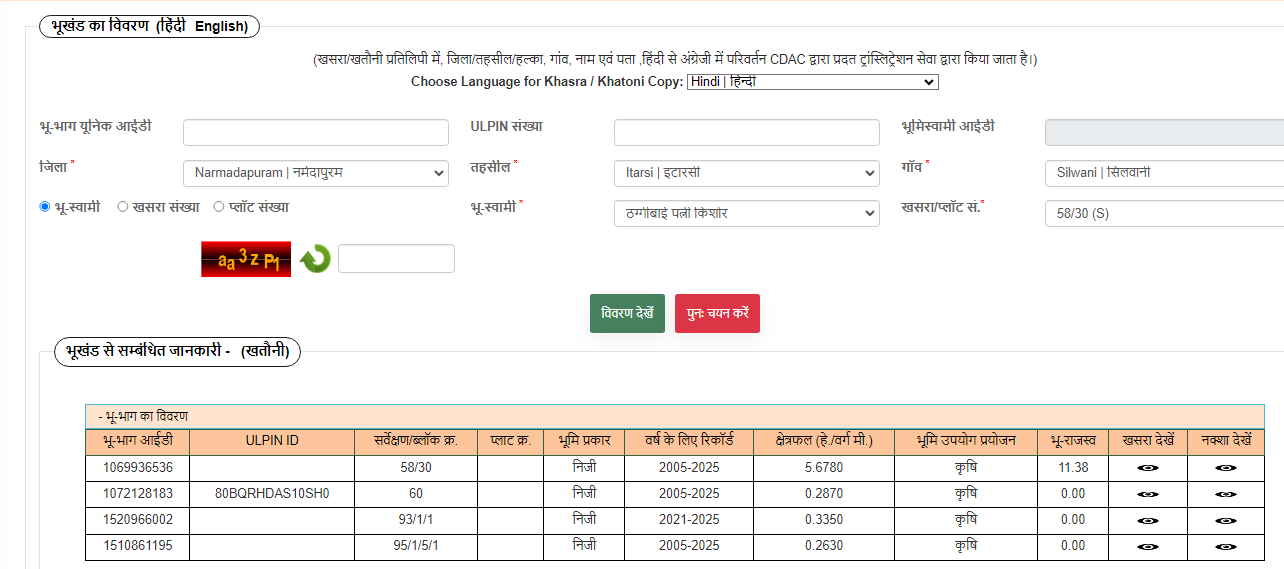 भूखंड का विवरण (हिंदी English)
(खसरा/खतौनी प्रतिलिपी में, जिला/तहसील/हल्का, गांव, नाम एवं पता ,हिंदी से अंग्रेजी में परिवर्तन CDAC द्वारा प्रदत ट्रांस्लिट्रेशन सेवा द्वारा किया जाता है।)
Choose Language for Khasra / Khatoni Copy: Hindi | हिन्दी
भू-भाग यूनिक आईडी ULPIN संख्या भूमिस्वामी आईडी
जिला * Narmadapuram | नर्मदापुरम तहसील * Itarsi | इटारसी गाँव * Silwani | सिलवानी
भू-स्वामी खसरा संख्या प्लॉट संख्या भू-स्वामी * ठग्गीबाई पत्नी किशोर खसरा/प्लॉट सं.* 58/30 (S)
aa3zP1
विवरण देखें पुनः चयन करें
भूखंड से सम्बंधित जानकारी - (खतौनी)
- भू-भाग का विवरण
भू-भाग आईडी ULPIN ID सर्वेक्षण/ब्लॉक क्र. प्लाट क्र. भूमि प्रकार वर्ष के लिए रिकॉर्ड क्षेत्रफल (हे./वर्ग मी.) भूमि उपयोग प्रयोजन भू-राजस्व खसरा देखें नक्शा देखें
1069936536 58/30 निजी 2005-2025 5.6780 कृषि 11.38
1072128183 80BQRHDAS10SH0 60 निजी 2005-2025 0.2870 कृषि 0.00
1520966002 93/1/1 निजी 2021-2025 0.3350 कृषि 0.00
1510861195 95/1/5/1 निजी 2005-2025 0.2630 कृषि 0.00